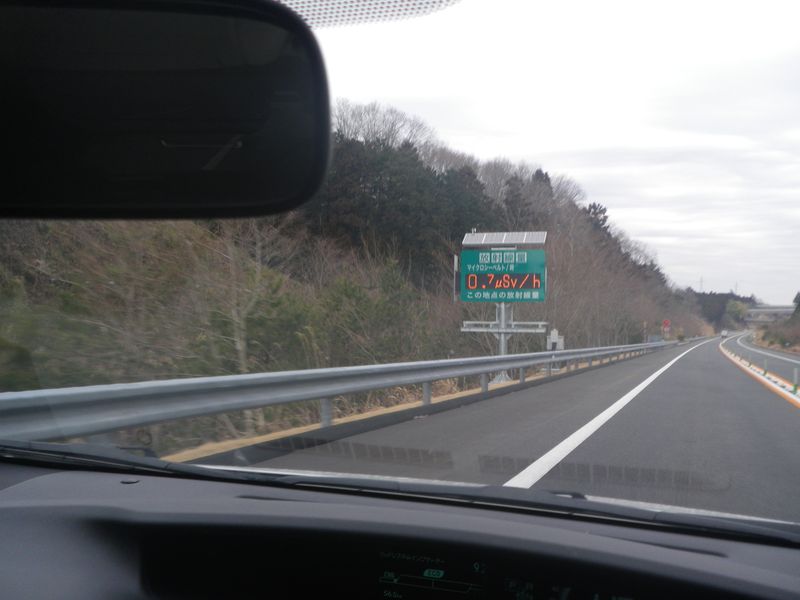 放射線量
マイクロシーベルト/時
0.7μSv/h
この地点の放射線量
ECO